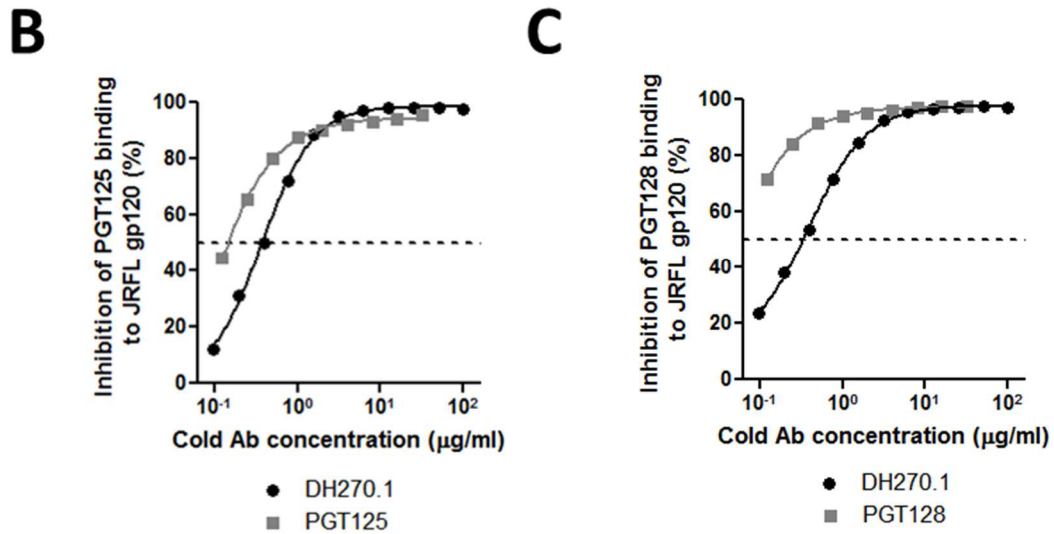 B
Inhibition of PGT125 binding
to JRFL gp120 (%)
100
80
60
40
20
0
10⁻¹ 10⁰ 10¹ 10²
Cold Ab concentration (µg/ml)
DH270.1
PGT125
C
Inhibition of PGT128 binding
to JRFL gp120 (%)
100
80
60
40
20
0
10⁻¹ 10⁰ 10¹ 10²
Cold Ab concentration (µg/ml)
DH270.1
PGT128